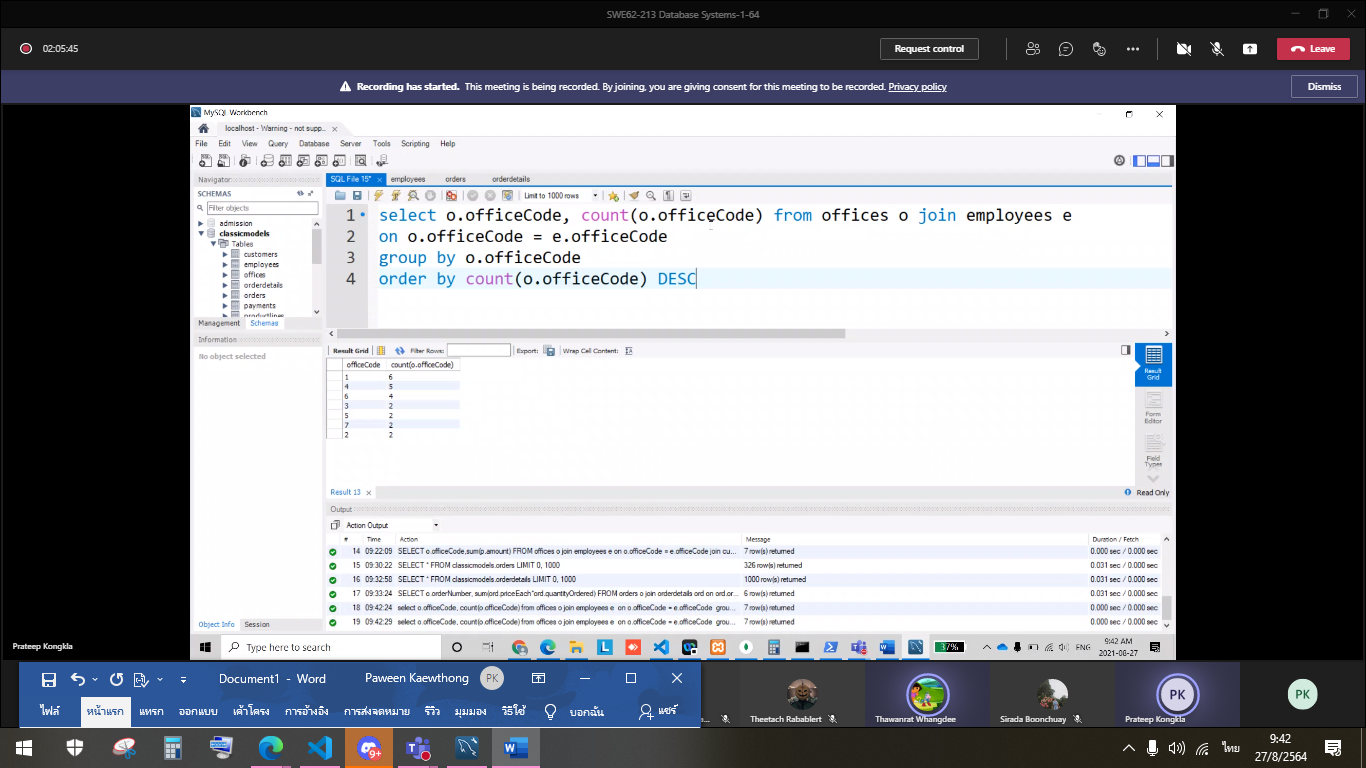 SWE62-213 Database Systems-1-64
02:05:45
Request control
Leave
Recording has started. This meeting is being recorded. By joining, you are giving consent for this meeting to be recorded. Privacy policy
Dismiss
MySQL Workbench
localhost - Warning - not supp...
File Edit View Query Database Server Tools Scripting Help
Navigator
SQL File 15* employees orders orderdetails
SCHEMAS
Limit to 1000 rows
Filter objects
admission
classicmodels
Tables
customers
employees
offices
orderdetails
orders
payments
productlines
1 select o.officeCode, count(o.officeCode) from offices o join employees e
2 on o.officeCode = e.officeCode
3 group by o.officeCode
4 order by count(o.officeCode) DESC
Management Schemas
Information
No object selected
Result Grid Filter Rows: Export: Wrap Cell Content:
officeCode count(o.officeCode)
1 6
4 5
6 4
3 2
5 2
7 2
2 2
Result Grid
Form Editor
Field Types
Result 13
Read Only
Output
Action Output
# Time Action Message Duration / Fetch
14 09:22:09 SELECT o.officeCode,sum(p.amount) FROM offices o join employees e on o.officeCode = e.officeCode join cu... 7 row(s) returned 0.000 sec / 0.000 sec
15 09:30:22 SELECT * FROM classicmodels.orders LIMIT 0, 1000 326 row(s) returned 0.031 sec / 0.000 sec
16 09:32:58 SELECT * FROM classicmodels.orderdetails LIMIT 0, 1000 1000 row(s) returned 0.031 sec / 0.000 sec
17 09:33:24 SELECT o.orderNumber, sum(ord.priceEach*ord.quantityOrdered) FROM orders o join orderdetails ord on ord.or... 6 row(s) returned 0.031 sec / 0.000 sec
18 09:42:24 select o.officeCode, count(o.officeCode) from offices o join employees e on o.officeCode = e.officeCode grou... 7 row(s) returned 0.000 sec / 0.000 sec
19 09:42:29 select o.officeCode, count(o.officeCode) from offices o join employees e on o.officeCode = e.officeCode grou... 7 row(s) returned 0.000 sec / 0.000 sec
Object Info Session
Prateep Kongkla
Type here to search
37%
ENG
9:42 AM
2021-08-27
Document1 - Word
Paween Kaewthong
PK
ไฟล์ หน้าแรก แทรก ออกแบบ เค้าโครง การอ้างอิง การส่งจดหมาย รีวิว มุมมอง วิธีใช้ บอกฉัน แชร์
Theetach Rabablert
Thawanrat Whangdee
Sirada Boonchuay
PK
Prateep Kongkla
PK
9+
ไทย
9:42
27/8/2564